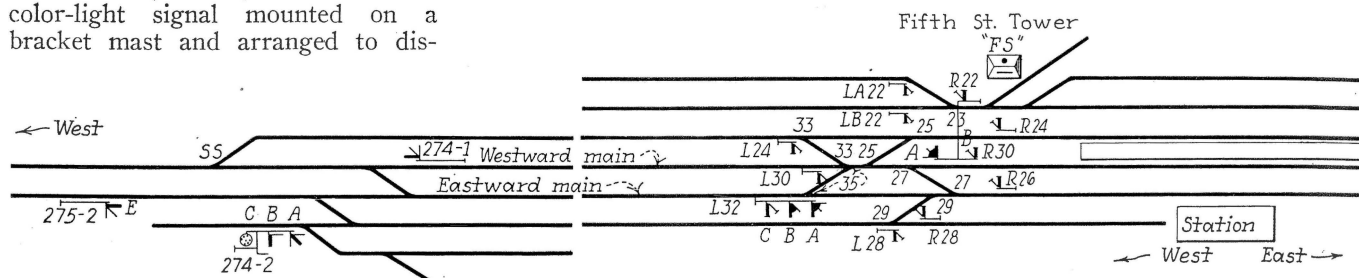 color-light signal mounted on a
bracket mast and arranged to dis-
Fifth St. Tower
"FS"
LA22
R22
West
LB22
25
23
R24
SS
274-1
Westward main
33
L24
33 25
A
B
R30
Eastward main
L30
35
27
27
R26
275-2
E
C B A
L32
C B A
29
29
L28
R28
Station
274-2
West
East